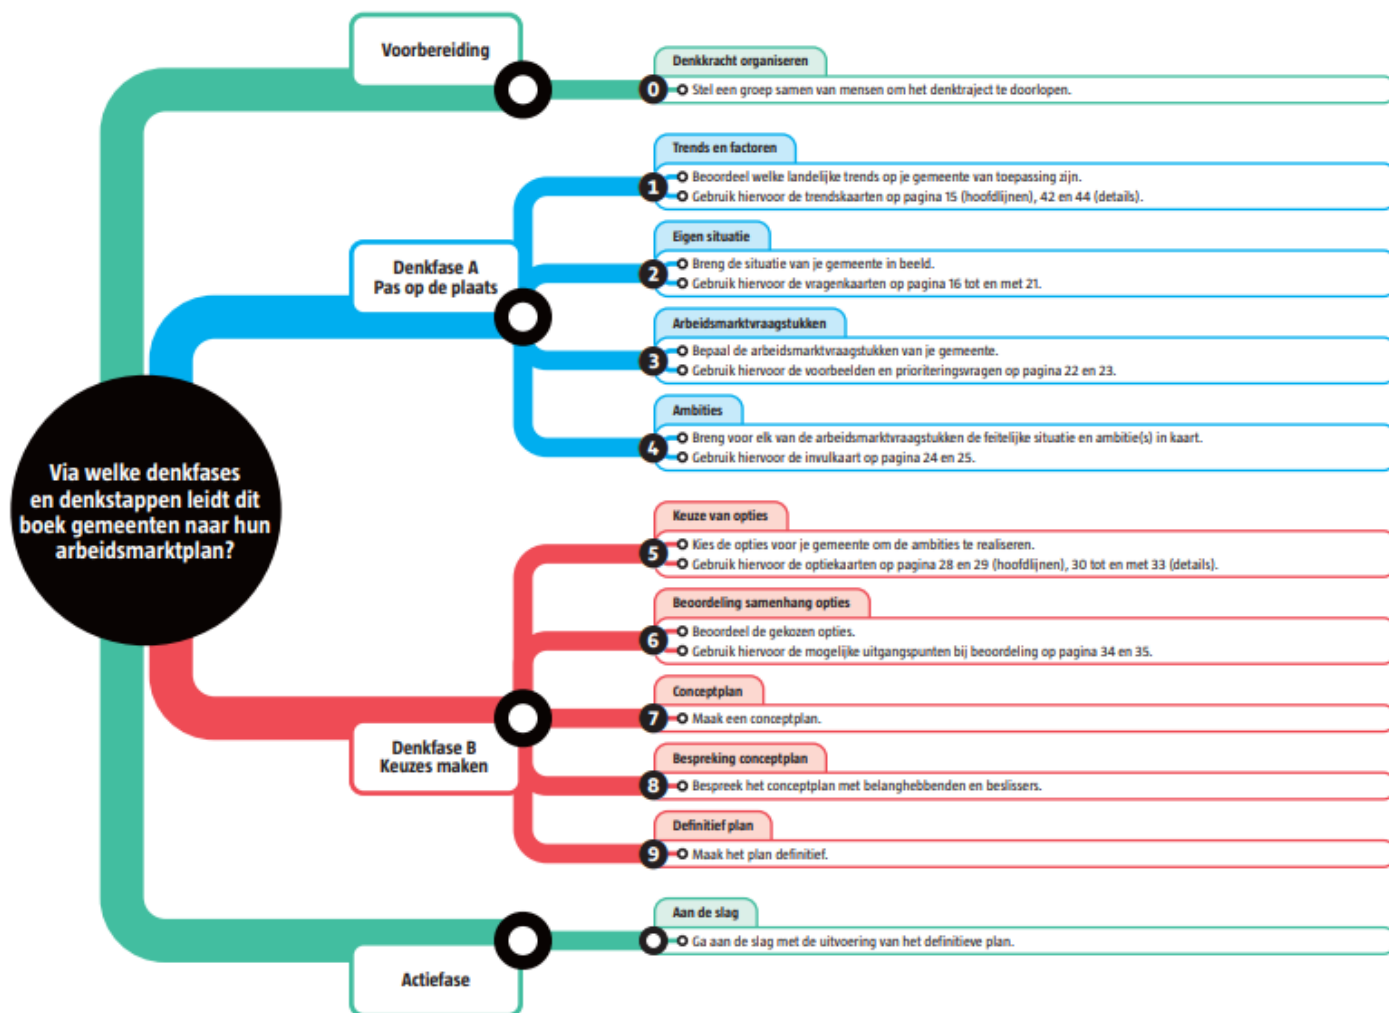 Via welke denkfases
en denkstappen leidt dit
boek gemeenten naar hun
arbeidsmarktplan?
Voorbereiding
Denkkracht organiseren
0
Stel een groep samen van mensen om het denktraject te doorlopen.
Denkfase A
Pas op de plaats
Trends en factoren
1
Beoordeel welke landelijke trends op je gemeente van toepassing zijn.
Gebruik hiervoor de trendskaarten op pagina 15 (hoofdlijnen), 42 en 44 (details).
Eigen situatie
2
Breng de situatie van je gemeente in beeld.
Gebruik hiervoor de vragenkaarten op pagina 16 tot en met 21.
Arbeidsmarktvraagstukken
3
Bepaal de arbeidsmarktvraagstukken van je gemeente.
Gebruik hiervoor de voorbeelden en prioriteringsvragen op pagina 22 en 23.
Ambities
4
Breng voor elk van de arbeidsmarktvraagstukken de feitelijke situatie en ambitie(s) in kaart.
Gebruik hiervoor de invulkaart op pagina 24 en 25.
Denkfase B
Keuzes maken
Keuze van opties
5
Kies de opties voor je gemeente om de ambities te realiseren.
Gebruik hiervoor de optiekaarten op pagina 28 en 29 (hoofdlijnen), 30 tot en met 33 (details).
Beoordeling samenhang opties
6
Beoordeel de gekozen opties.
Gebruik hiervoor de mogelijke uitgangspunten bij beoordeling op pagina 34 en 35.
Conceptplan
7
Maak een conceptplan.
Bespreking conceptplan
8
Bespreek het conceptplan met belanghebbenden en beslissers.
Definitief plan
9
Maak het plan definitief.
Actiefase
Aan de slag
Ga aan de slag met de uitvoering van het definitieve plan.